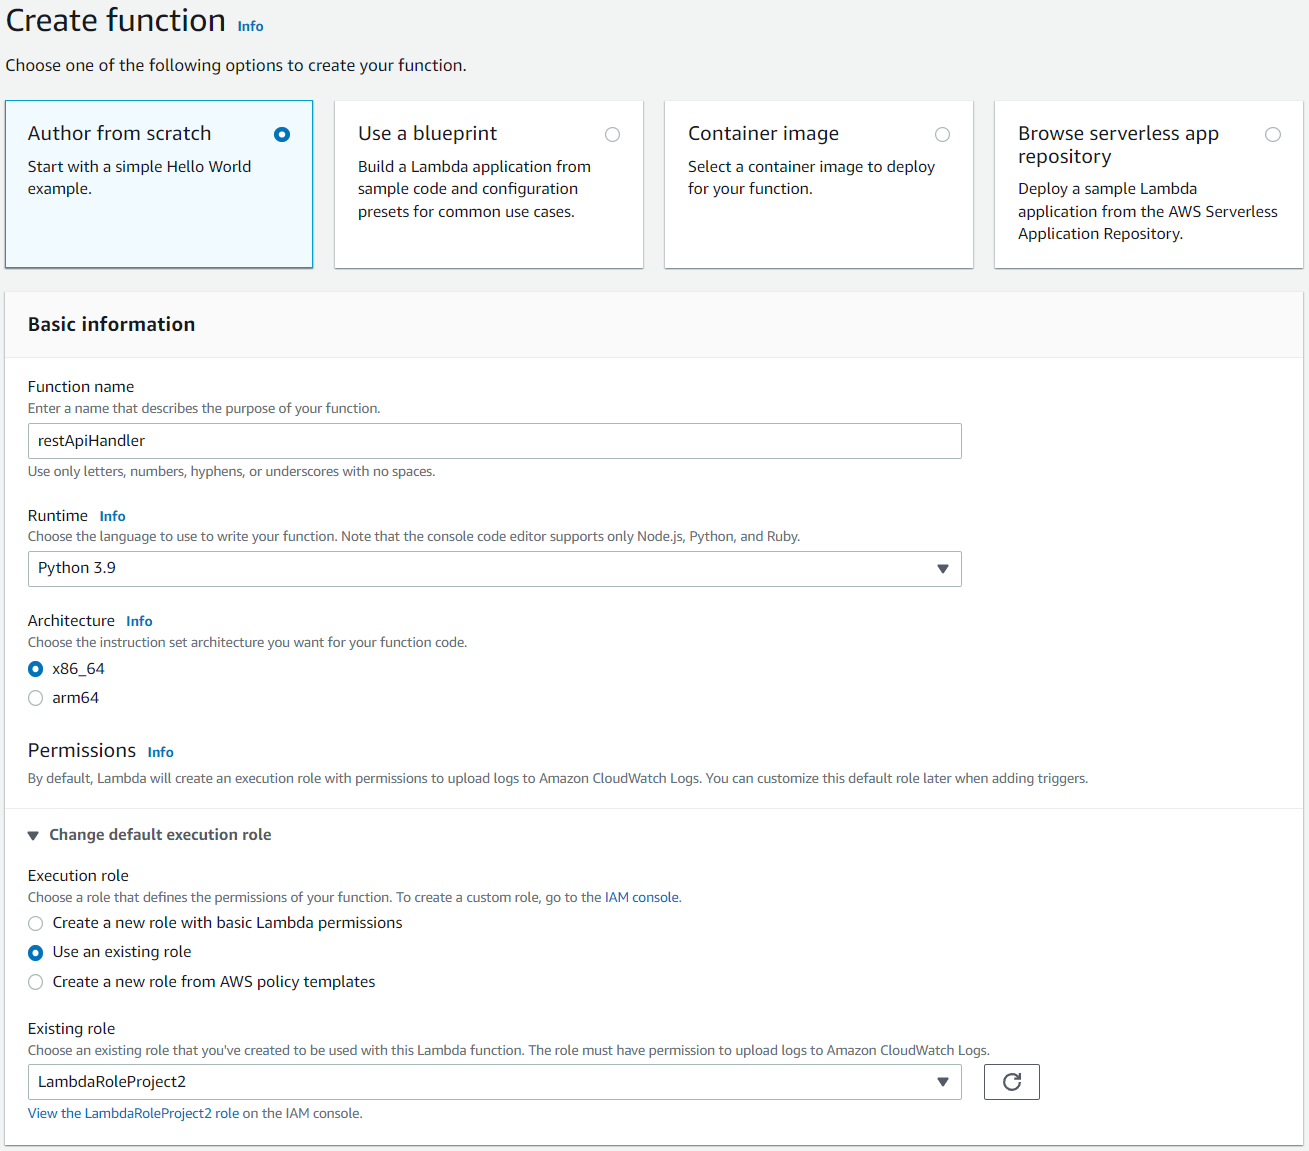 Create function Info
Choose one of the following options to create your function.
Author from scratch
Start with a simple Hello World
example.
Use a blueprint
Build a Lambda application from
sample code and configuration
presets for common use cases.
Container image
Select a container image to deploy
for your function.
Browse serverless app
repository
Deploy a sample Lambda
application from the AWS Serverless
Application Repository.
Basic information
Function name
Enter a name that describes the purpose of your function.
restApiHandler
Use only letters, numbers, hyphens, or underscores with no spaces.
Runtime Info
Choose the language to use to write your function. Note that the console code editor supports only Node.js, Python, and Ruby.
Python 3.9
Architecture Info
Choose the instruction set architecture you want for your function code.
x86_64
arm64
Permissions Info
By default, Lambda will create an execution role with permissions to upload logs to Amazon CloudWatch Logs. You can customize this default role later when adding triggers.
Change default execution role
Execution role
Choose a role that defines the permissions of your function. To create a custom role, go to the IAM console.
Create a new role with basic Lambda permissions
Use an existing role
Create a new role from AWS policy templates
Existing role
Choose an existing role that you've created to be used with this Lambda function. The role must have permission to upload logs to Amazon CloudWatch Logs.
LambdaRoleProject2
View the LambdaRoleProject2 role on the IAM console.